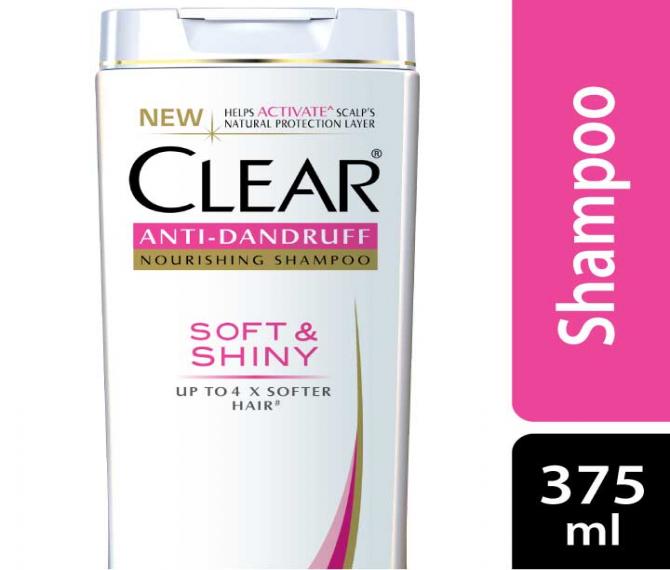 NEW
HELPS ACTIVATE^ SCALP'S
NATURAL PROTECTION LAYER
CLEAR®
ANTI-DANDRUFF
NOURISHING SHAMPOO
SOFT &
SHINY
UP TO 4 X SOFTER
HAIR#
Shampoo
375
ml